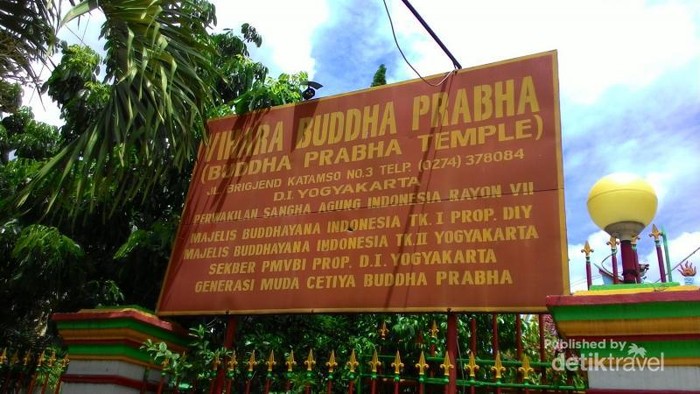 VIHARA BUDDHA PRABHA
(BUDDHA PRABHA TEMPLE)
JL. BRIGJEND KATAMSO NO.3 TELP. (0274) 378084
D.I. YOGYAKARTA
PERWAKILAN SANGHA AGUNG INDONESIA RAYON VII
MAJELIS BUDDHAYANA INDONESIA TK. I PROP. DIY
MAJELIS BUDDHAYANA INDONESIA TK.II YOGYAKARTA
SEKBER PMVBI PROP. D.I. YOGYAKARTA
GENERASI MUDA CETIYA BUDDHA PRABHA
Published by
detiktravel